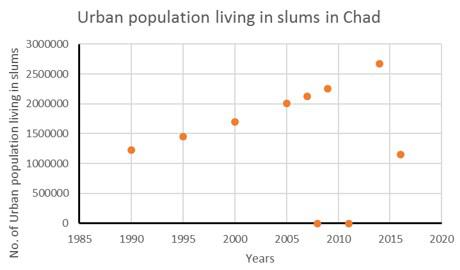 Urban population living in slums in Chad
No. of Urban population living in slums
3000000
2500000
2000000
1500000
1000000
500000
0
1985 1990 1995 2000 2005 2010 2015 2020
Years